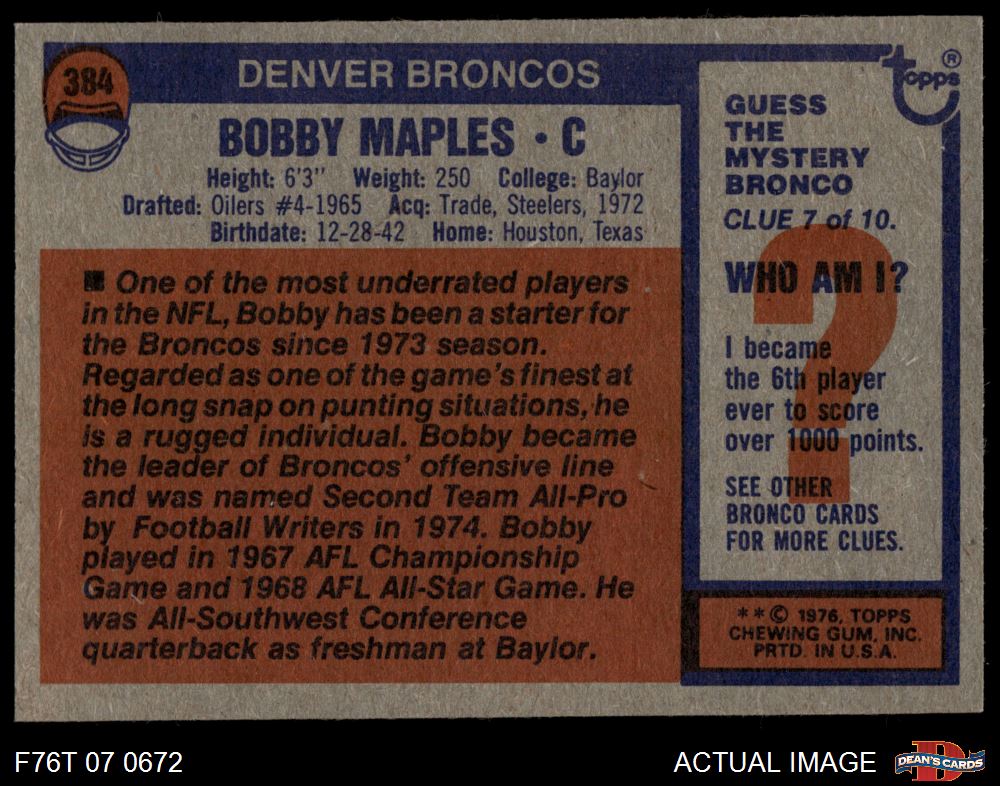 384
DENVER BRONCOS
BOBBY MAPLES • C
Height: 6'3" Weight: 250 College: Baylor
Drafted: Oilers #4-1965 Acq: Trade, Steelers, 1972
Birthdate: 12-28-42 Home: Houston, Texas
■ One of the most underrated players
in the NFL, Bobby has been a starter for
the Broncos since 1973 season.
Regarded as one of the game's finest at
the long snap on punting situations, he
is a rugged individual. Bobby became
the leader of Broncos' offensive line
and was named Second Team All-Pro
by Football Writers in 1974. Bobby
played in 1967 AFL Championship
Game and 1968 AFL All-Star Game. He
was All-Southwest Conference
quarterback as freshman at Baylor.
topps®
GUESS
THE
MYSTERY
BRONCO
CLUE 7 of 10.
WHO AM I?
I became
the 6th player
ever to score
over 1000 points.
SEE OTHER
BRONCO CARDS
FOR MORE CLUES.
**© 1976, TOPPS
CHEWING GUM, INC.
PRTD. IN U.S.A.
F76T 07 0672
ACTUAL IMAGE
D
DEAN'S CARDS